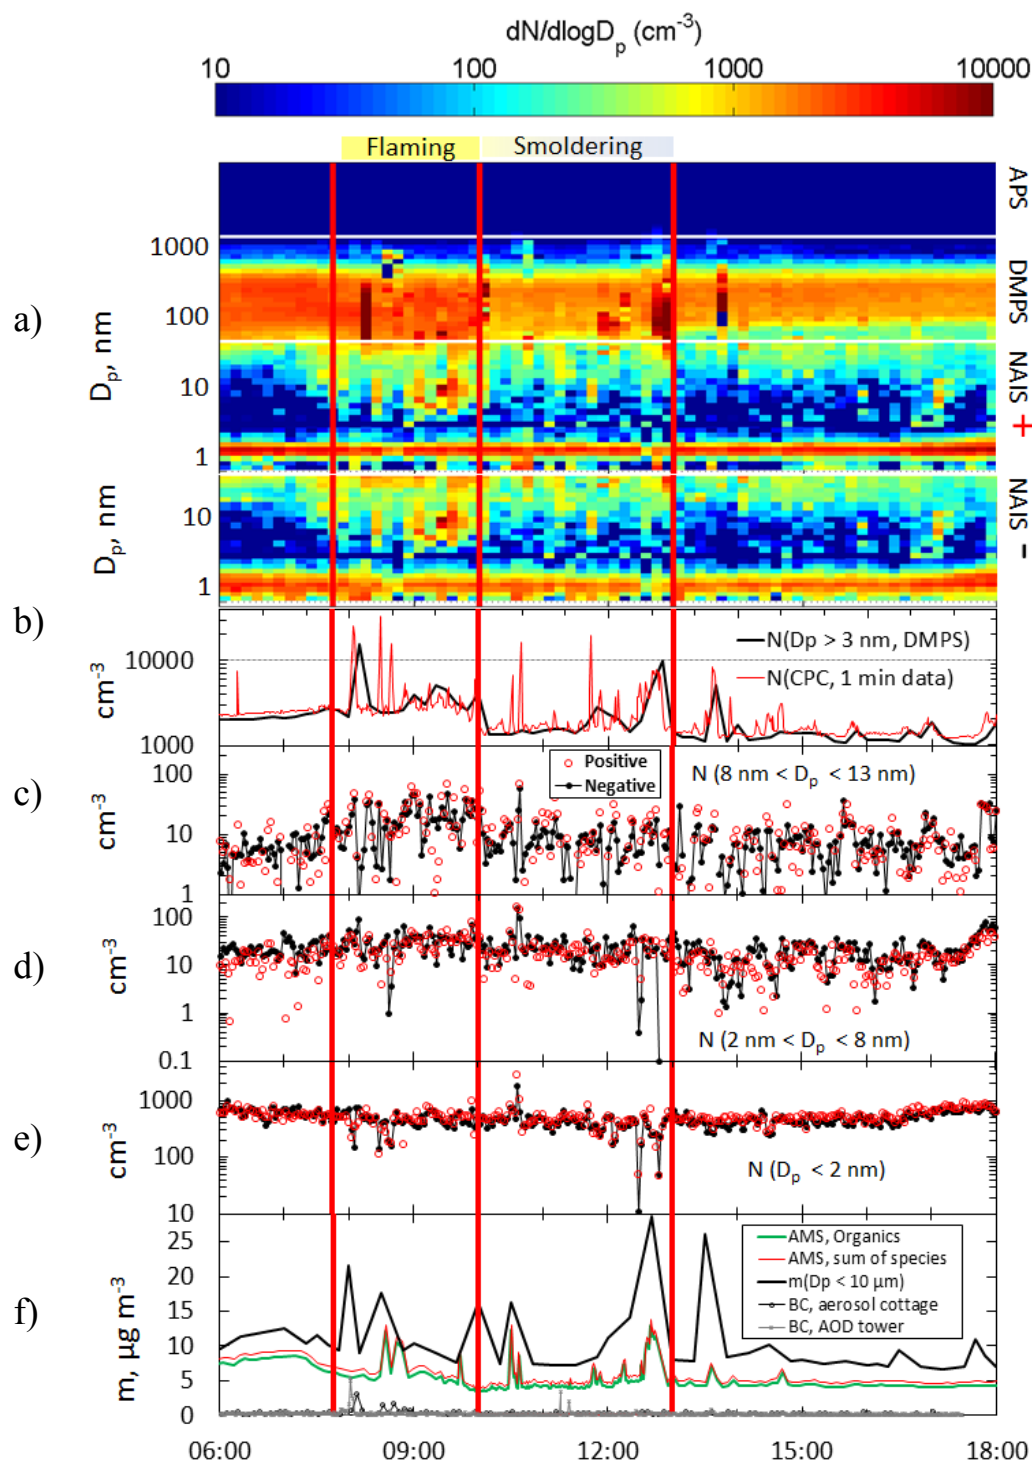 dN/dlogDp (cm-3)
10 100 1000 10000
Flaming Smoldering
a)
1000
100
10
1
Dp, nm
APS
DMPS
NAIS +
10
1
Dp, nm
NAIS -
b)
10000
1000
cm-3
N(Dp > 3 nm, DMPS)
N(CPC, 1 min data)
c)
100
10
1
cm-3
Positive
Negative
N (8 nm < Dp < 13 nm)
d)
100
10
1
0.1
cm-3
N (2 nm < Dp < 8 nm)
e)
1000
100
10
cm-3
N (Dp < 2 nm)
f)
25
20
15
10
5
0
m, µg m-3
AMS, Organics
AMS, sum of species
m(Dp < 10 µm)
BC, aerosol cottage
BC, AOD tower
06:00 09:00 12:00 15:00 18:00